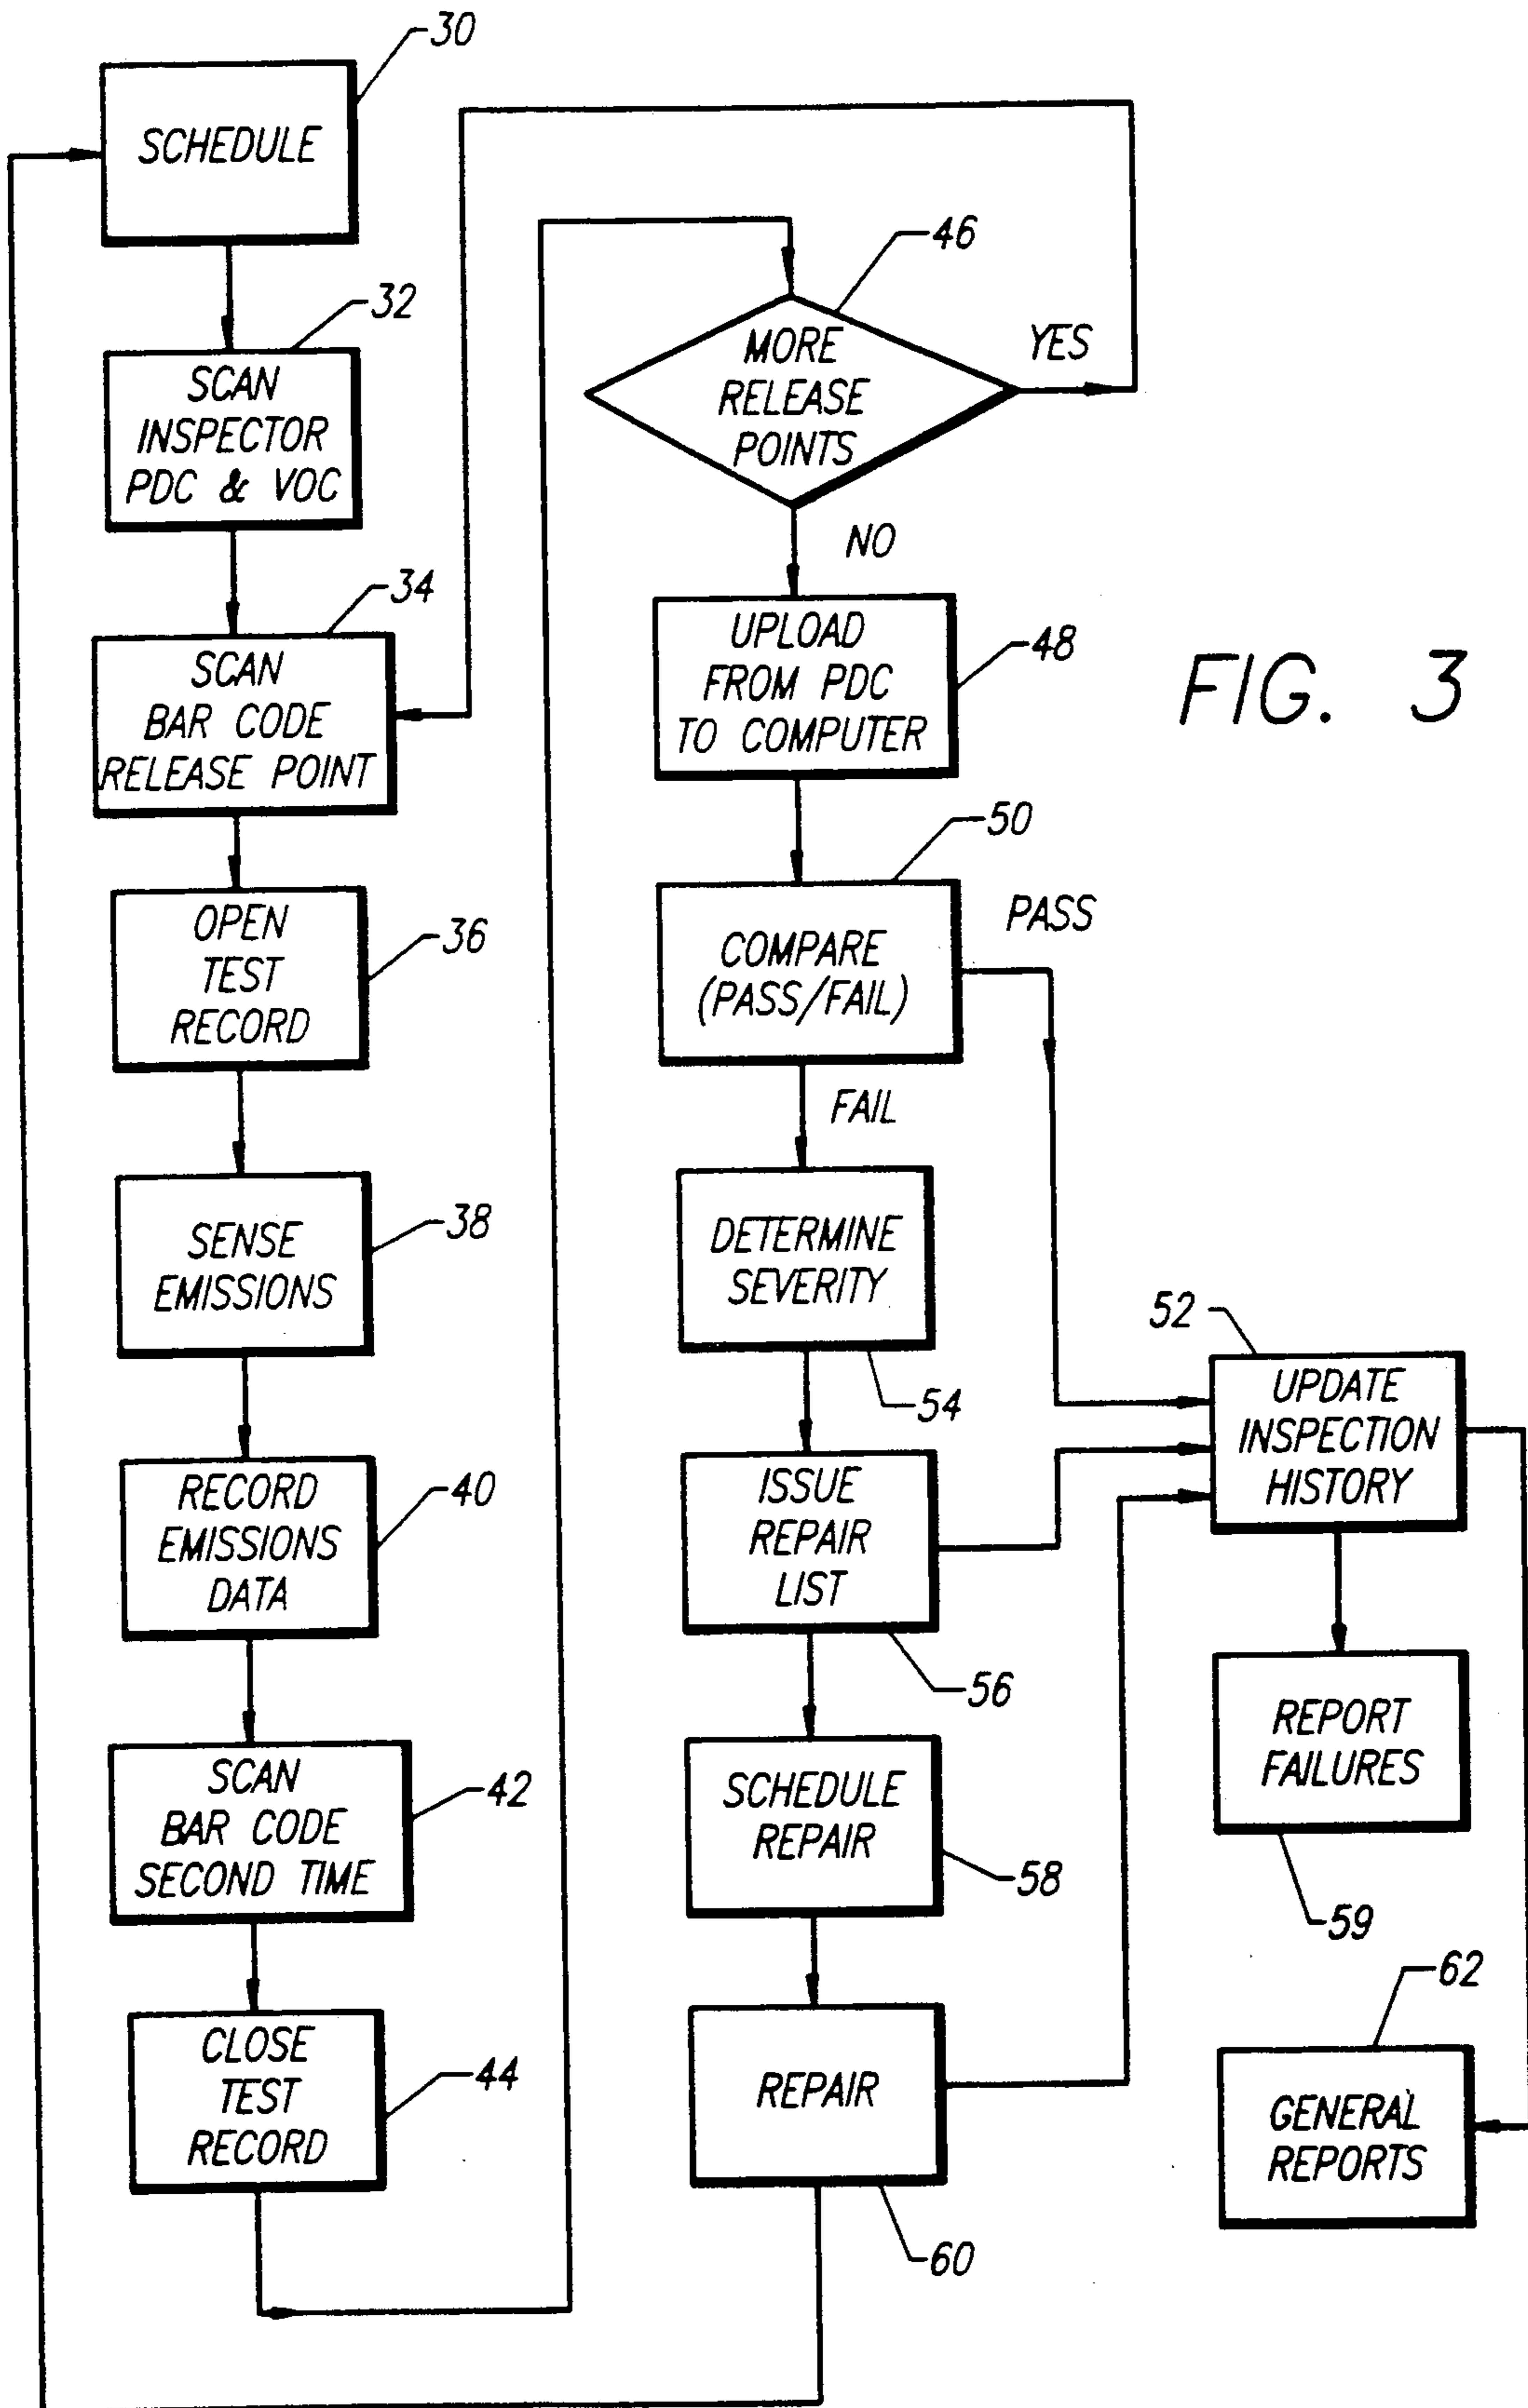 30
SCHEDULE
32
SCAN
INSPECTOR
PDC & VOC
34
SCAN
BAR CODE
RELEASE POINT
OPEN
TEST
RECORD
36
SENSE
EMISSIONS
38
RECORD
EMISSIONS
DATA
40
SCAN
BAR CODE
SECOND TIME
42
CLOSE
TEST
RECORD
44
46
MORE
RELEASE
POINTS
YES
NO
UPLOAD
FROM PDC
TO COMPUTER
48
50
COMPARE
(PASS/FAIL)
PASS
FAIL
DETERMINE
SEVERITY
54
ISSUE
REPAIR
LIST
56
SCHEDULE
REPAIR
58
REPAIR
60
52
UPDATE
INSPECTION
HISTORY
REPORT
FAILURES
59
62
GENERAL
REPORTS
FIG. 3